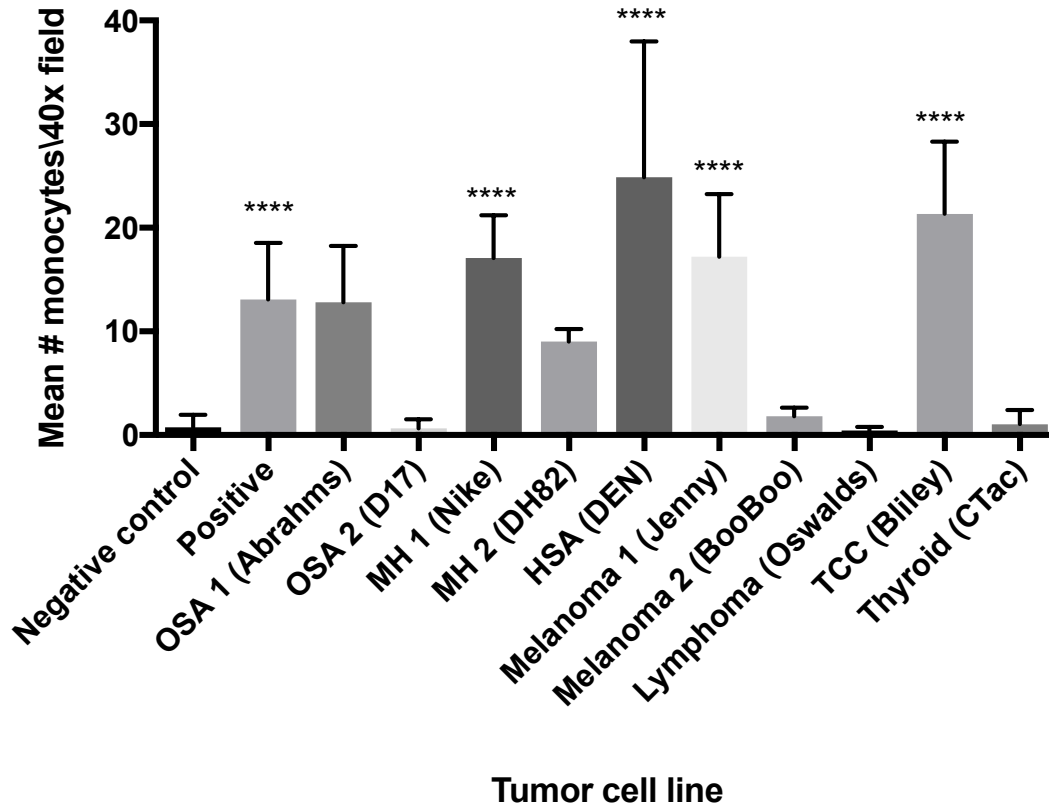 Mean # monocytes\40x field
40
30
20
10
0
****
****
****
****
****
Negative control
Positive
OSA 1 (Abrahms)
OSA 2 (D17)
MH 1 (Nike)
MH 2 (DH82)
HSA (DEN)
Melanoma 1 (Jenny)
Melanoma 2 (BooBoo)
Lymphoma (Oswalds)
TCC (Bliley)
Thyroid (CTac)
Tumor cell line